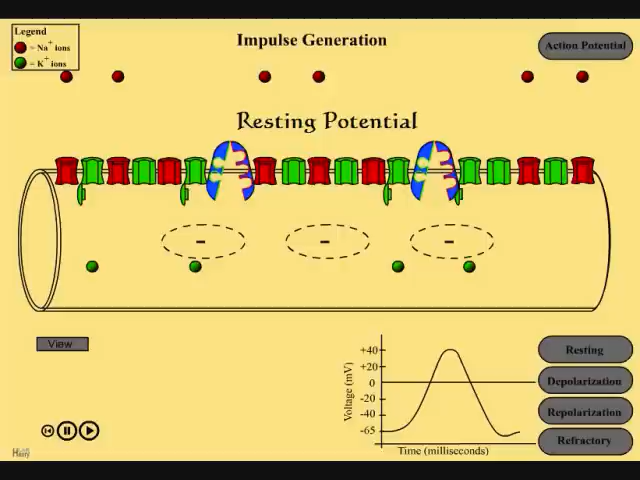 Legend
= Na+ ions
= K+ ions
Impulse Generation
Action Potential
Resting Potential
- - -
View
+40
+20
0
-20
-40
-65
Voltage (mV)
Time (milliseconds)
Resting
Depolarization
Repolarization
Refractory